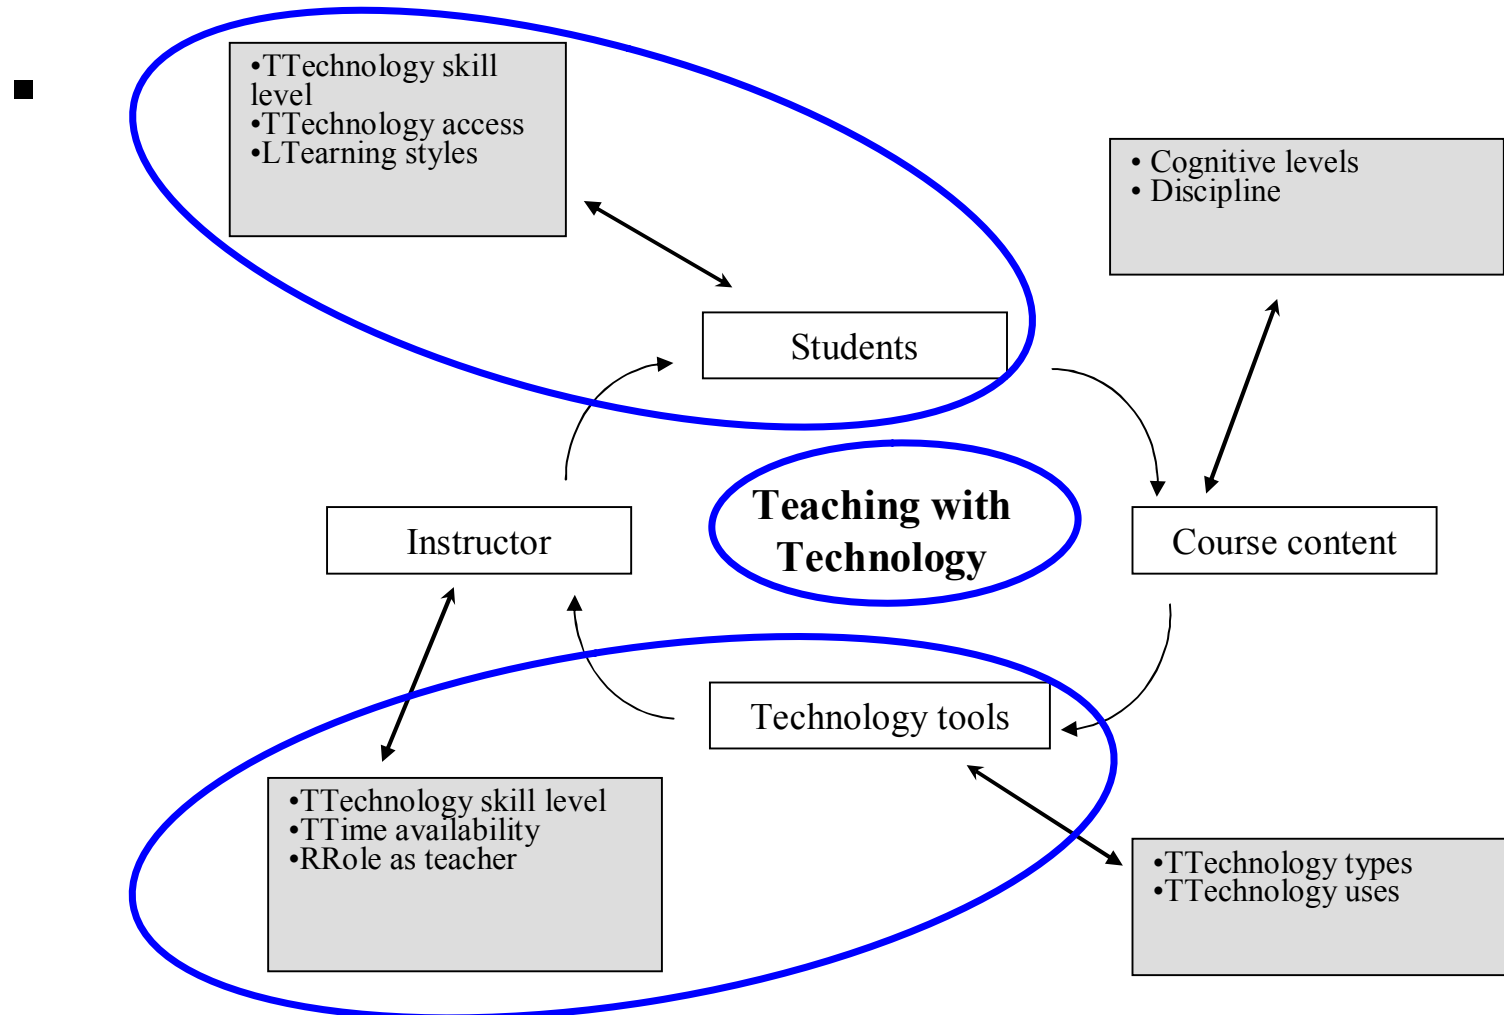 •TTechnology skill
level
•TTechnology access
•LTearning styles
• Cognitive levels
• Discipline
Students
Teaching with
Technology
Instructor
Course content
Technology tools
•TTechnology skill level
•TTime availability
•RRole as teacher
•TTechnology types
•TTechnology uses